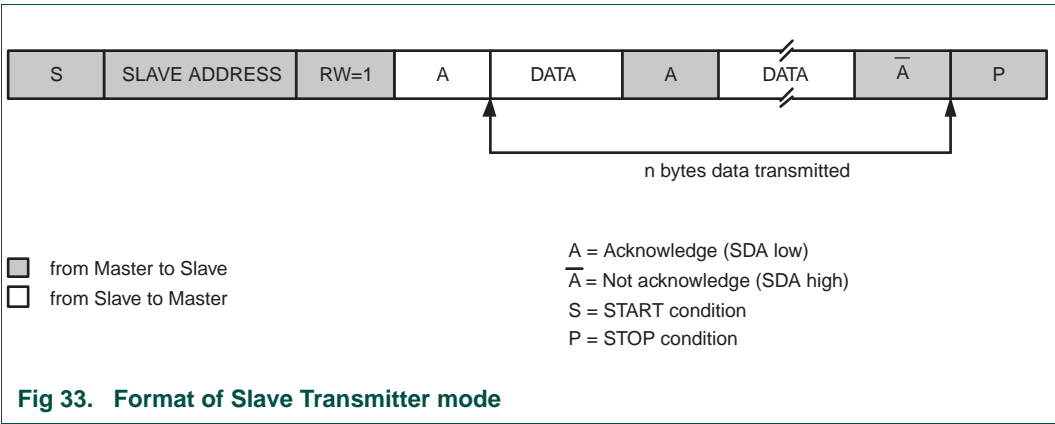 S SLAVE ADDRESS RW=1 A DATA A DATA A̅ P
n bytes data transmitted
from Master to Slave
from Slave to Master
A = Acknowledge (SDA low)
A̅ = Not acknowledge (SDA high)
S = START condition
P = STOP condition
Fig 33. Format of Slave Transmitter mode